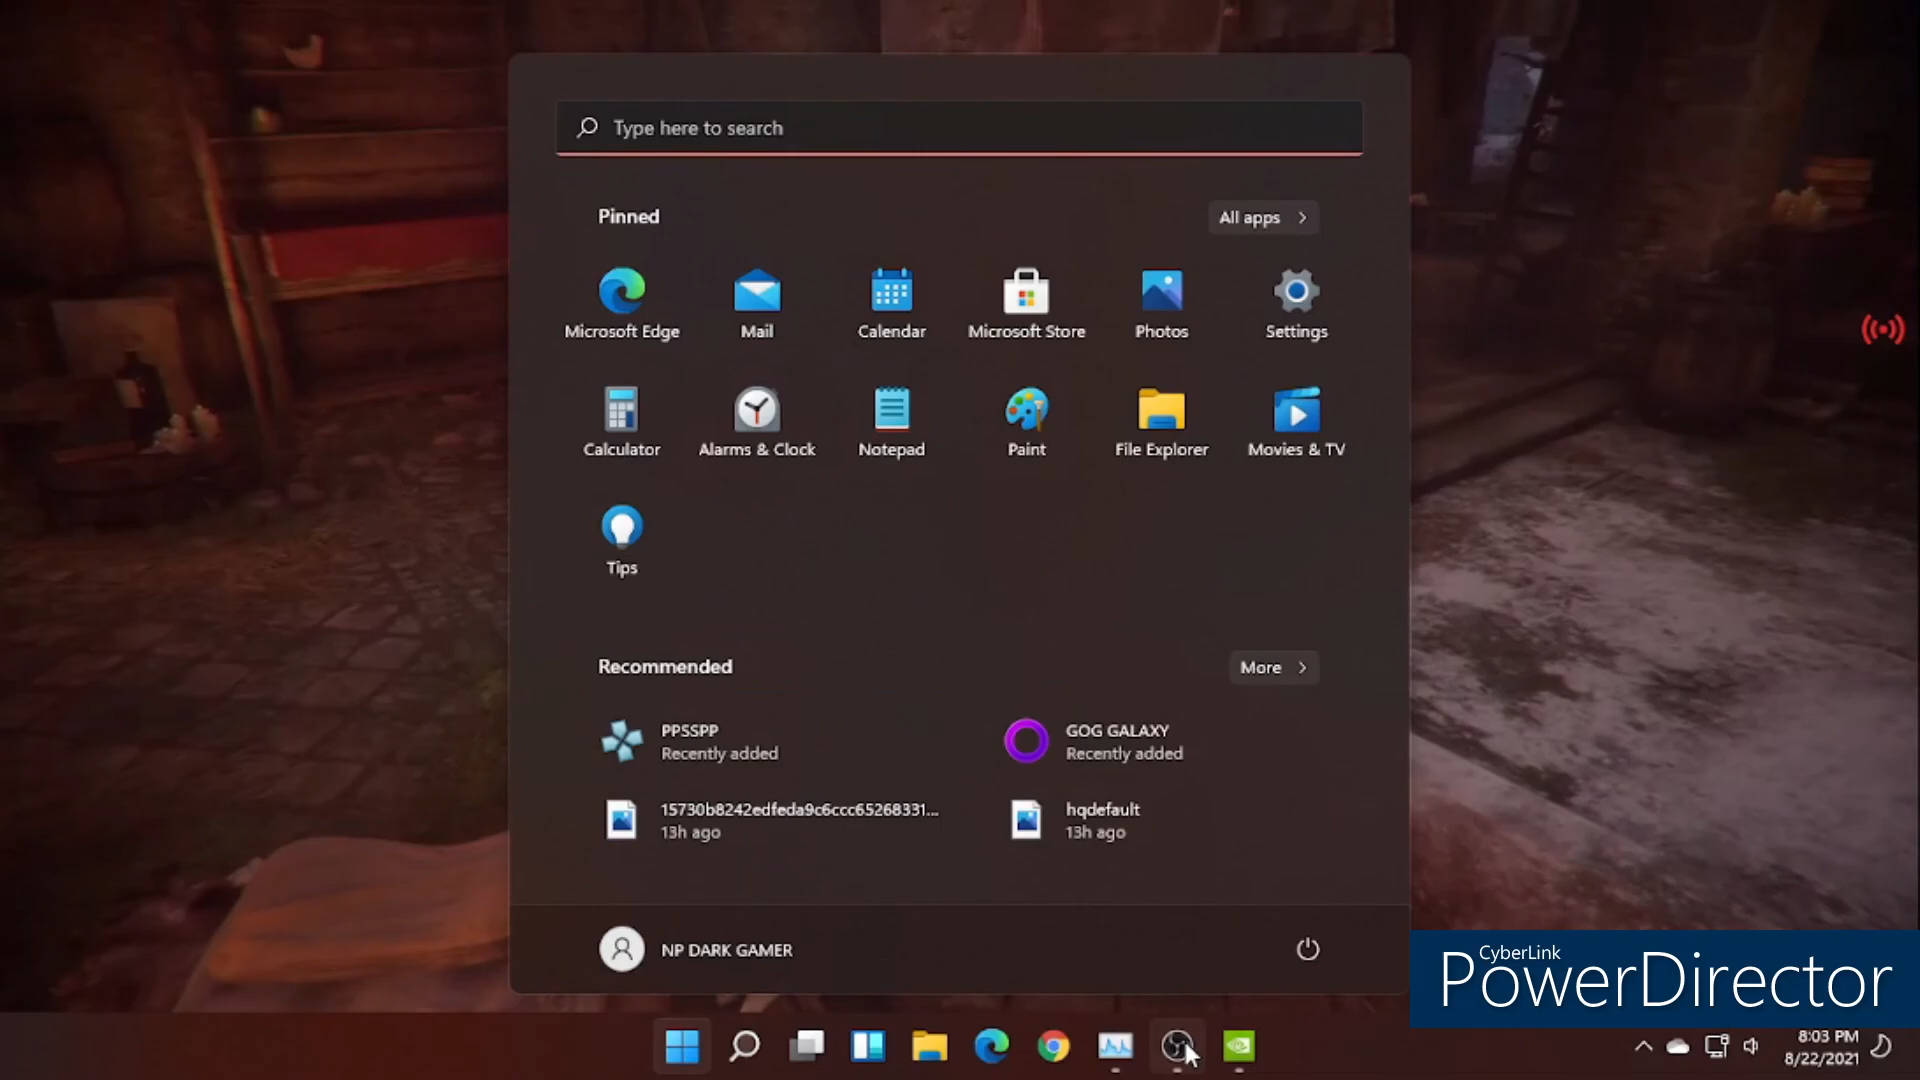 Type here to search
Pinned
All apps
Microsoft Edge
Mail
Calendar
Microsoft Store
Photos
Settings
Calculator
Alarms & Clock
Notepad
Paint
File Explorer
Movies & TV
Tips
Recommended
More
PPSSPP
Recently added
GOG GALAXY
Recently added
15730b8242edfeda9c6ccc65268331...
13h ago
hqdefault
13h ago
NP DARK GAMER
CyberLink
PowerDirector
8:03 PM
8/22/2021